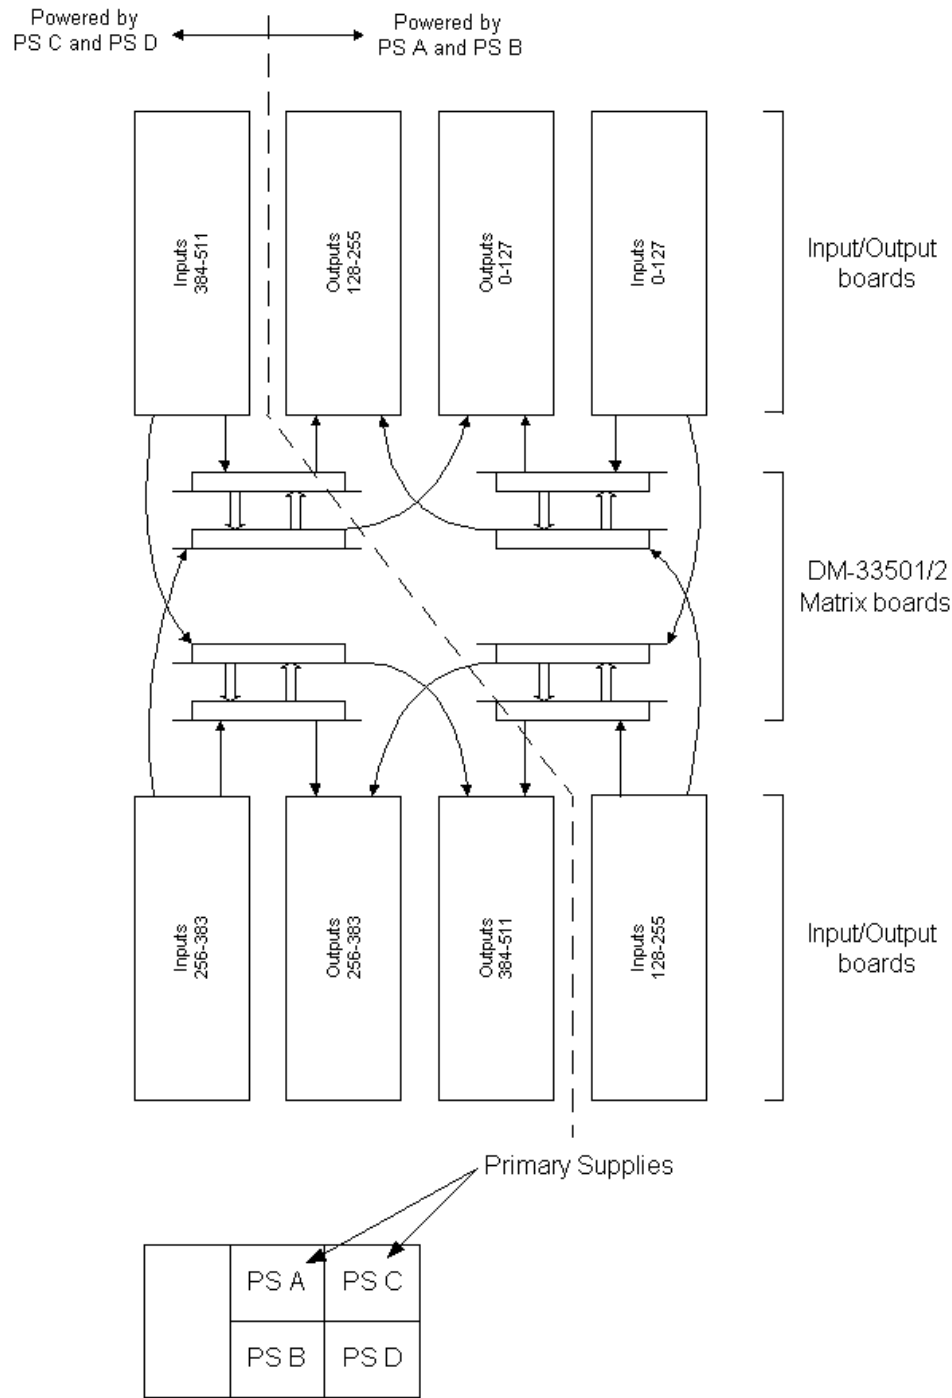 Powered by
PS C and PS D
Powered by
PS A and PS B
Inputs
384-511
Outputs
128-255
Outputs
0-127
Inputs
0-127
Input/Output
boards
DM-33501/2
Matrix boards
Inputs
256-383
Outputs
256-383
Outputs
384-511
Inputs
128-255
Input/Output
boards
Primary Supplies
PS A
PS C
PS B
PS D